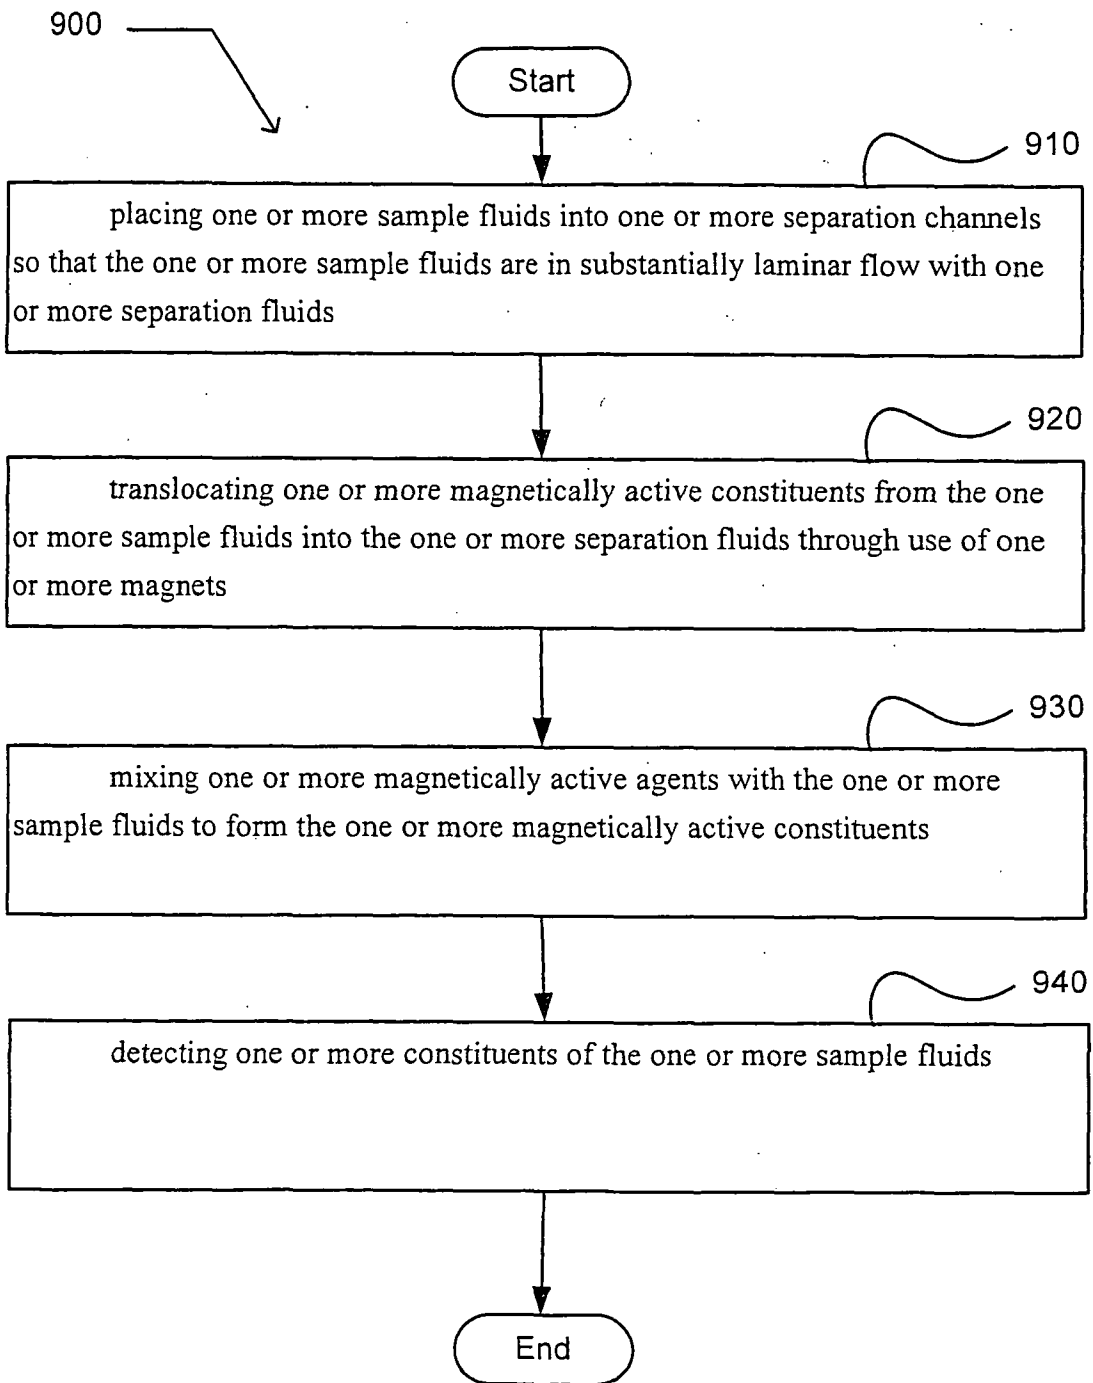 900
Start
910
placing one or more sample fluids into one or more separation channels
so that the one or more sample fluids are in substantially laminar flow with one
or more separation fluids
920
translocating one or more magnetically active constituents from the one
or more sample fluids into the one or more separation fluids through use of one
or more magnets
930
mixing one or more magnetically active agents with the one or more
sample fluids to form the one or more magnetically active constituents
940
detecting one or more constituents of the one or more sample fluids
End